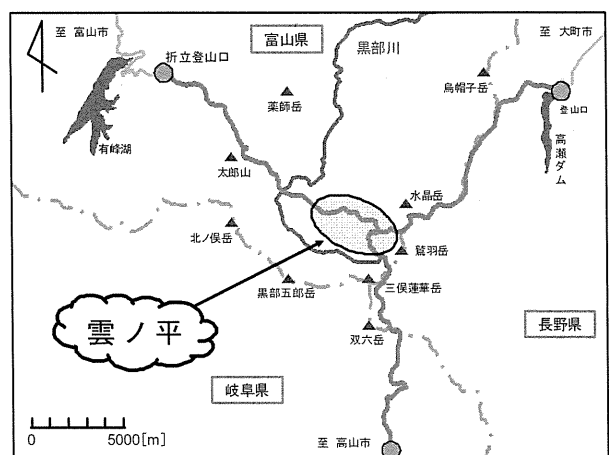 至 富山市
折立登山口
富山県
黒部川
至 大町市
烏帽子岳
登山口
薬師岳
有峰湖
高瀬ダム
太郎山
水晶岳
北ノ俣岳
鷲羽岳
黒部五郎岳
三俣蓮華岳
雲ノ平
長野県
双六岳
岐阜県
至 高山市
0 5000[m]